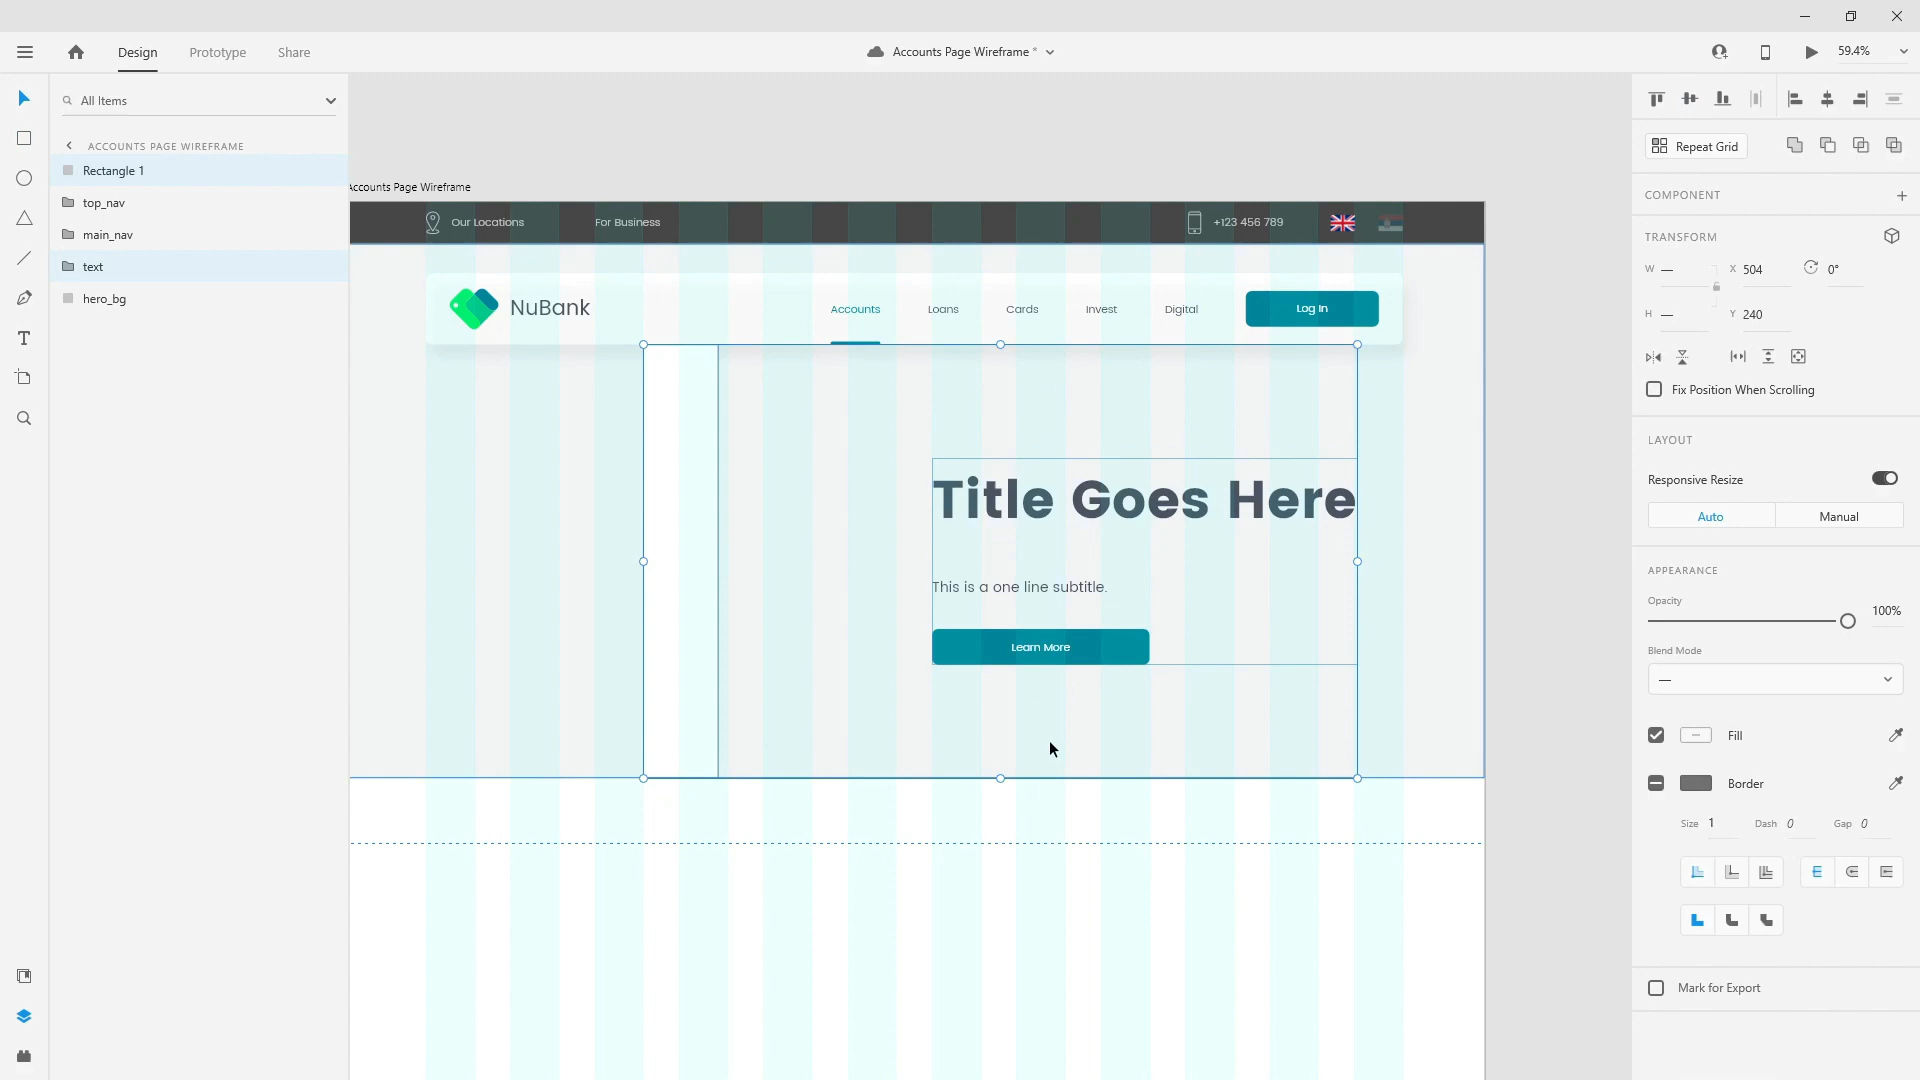 Design
Prototype
Share
Accounts Page Wireframe *
59.4%
All Items
ACCOUNTS PAGE WIREFRAME
Rectangle 1
top_nav
main_nav
text
hero_bg
Accounts Page Wireframe
Our Locations
For Business
+123 456 789
NuBank
Accounts
Loans
Cards
Invest
Digital
Log In
Title Goes Here
This is a one line subtitle.
Learn More
Repeat Grid
COMPONENT
TRANSFORM
W —
X 504
0°
H —
Y 240
Fix Position When Scrolling
LAYOUT
Responsive Resize
Auto
Manual
APPEARANCE
Opacity
100%
Blend Mode
—
Fill
Border
Size 1
Dash 0
Gap 0
Mark for Export